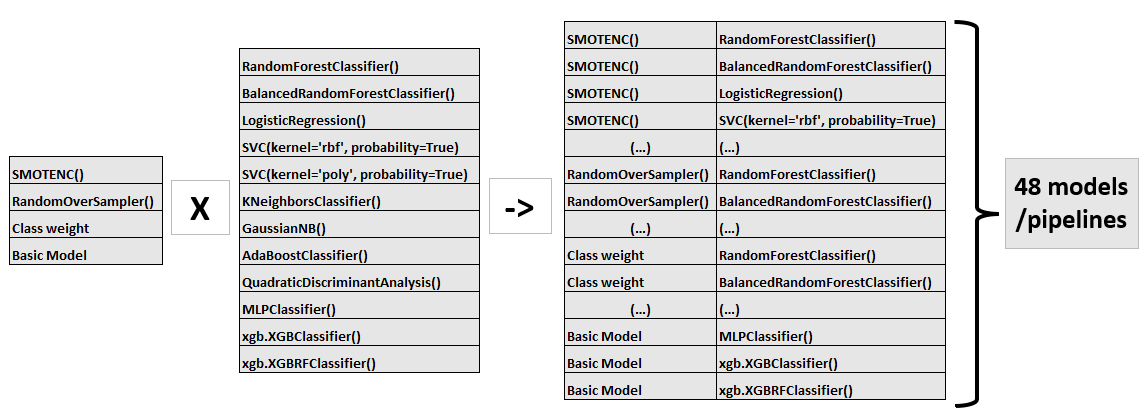 SMOTENC()
RandomOverSampler()
Class weight
Basic Model
X
RandomForestClassifier()
BalancedRandomForestClassifier()
LogisticRegression()
SVC(kernel='rbf', probability=True)
SVC(kernel='poly', probability=True)
KNeighborsClassifier()
GaussianNB()
AdaBoostClassifier()
QuadraticDiscriminantAnalysis()
MLPClassifier()
xgb.XGBClassifier()
xgb.XGBRFClassifier()
->
SMOTENC() RandomForestClassifier()
SMOTENC() BalancedRandomForestClassifier()
SMOTENC() LogisticRegression()
SMOTENC() SVC(kernel='rbf', probability=True)
(...) (...)
RandomOverSampler() RandomForestClassifier()
RandomOverSampler() BalancedRandomForestClassifier()
(...) (...)
Class weight RandomForestClassifier()
Class weight BalancedRandomForestClassifier()
(...) (...)
Basic Model MLPClassifier()
Basic Model xgb.XGBClassifier()
Basic Model xgb.XGBRFClassifier()
48 models
/pipelines